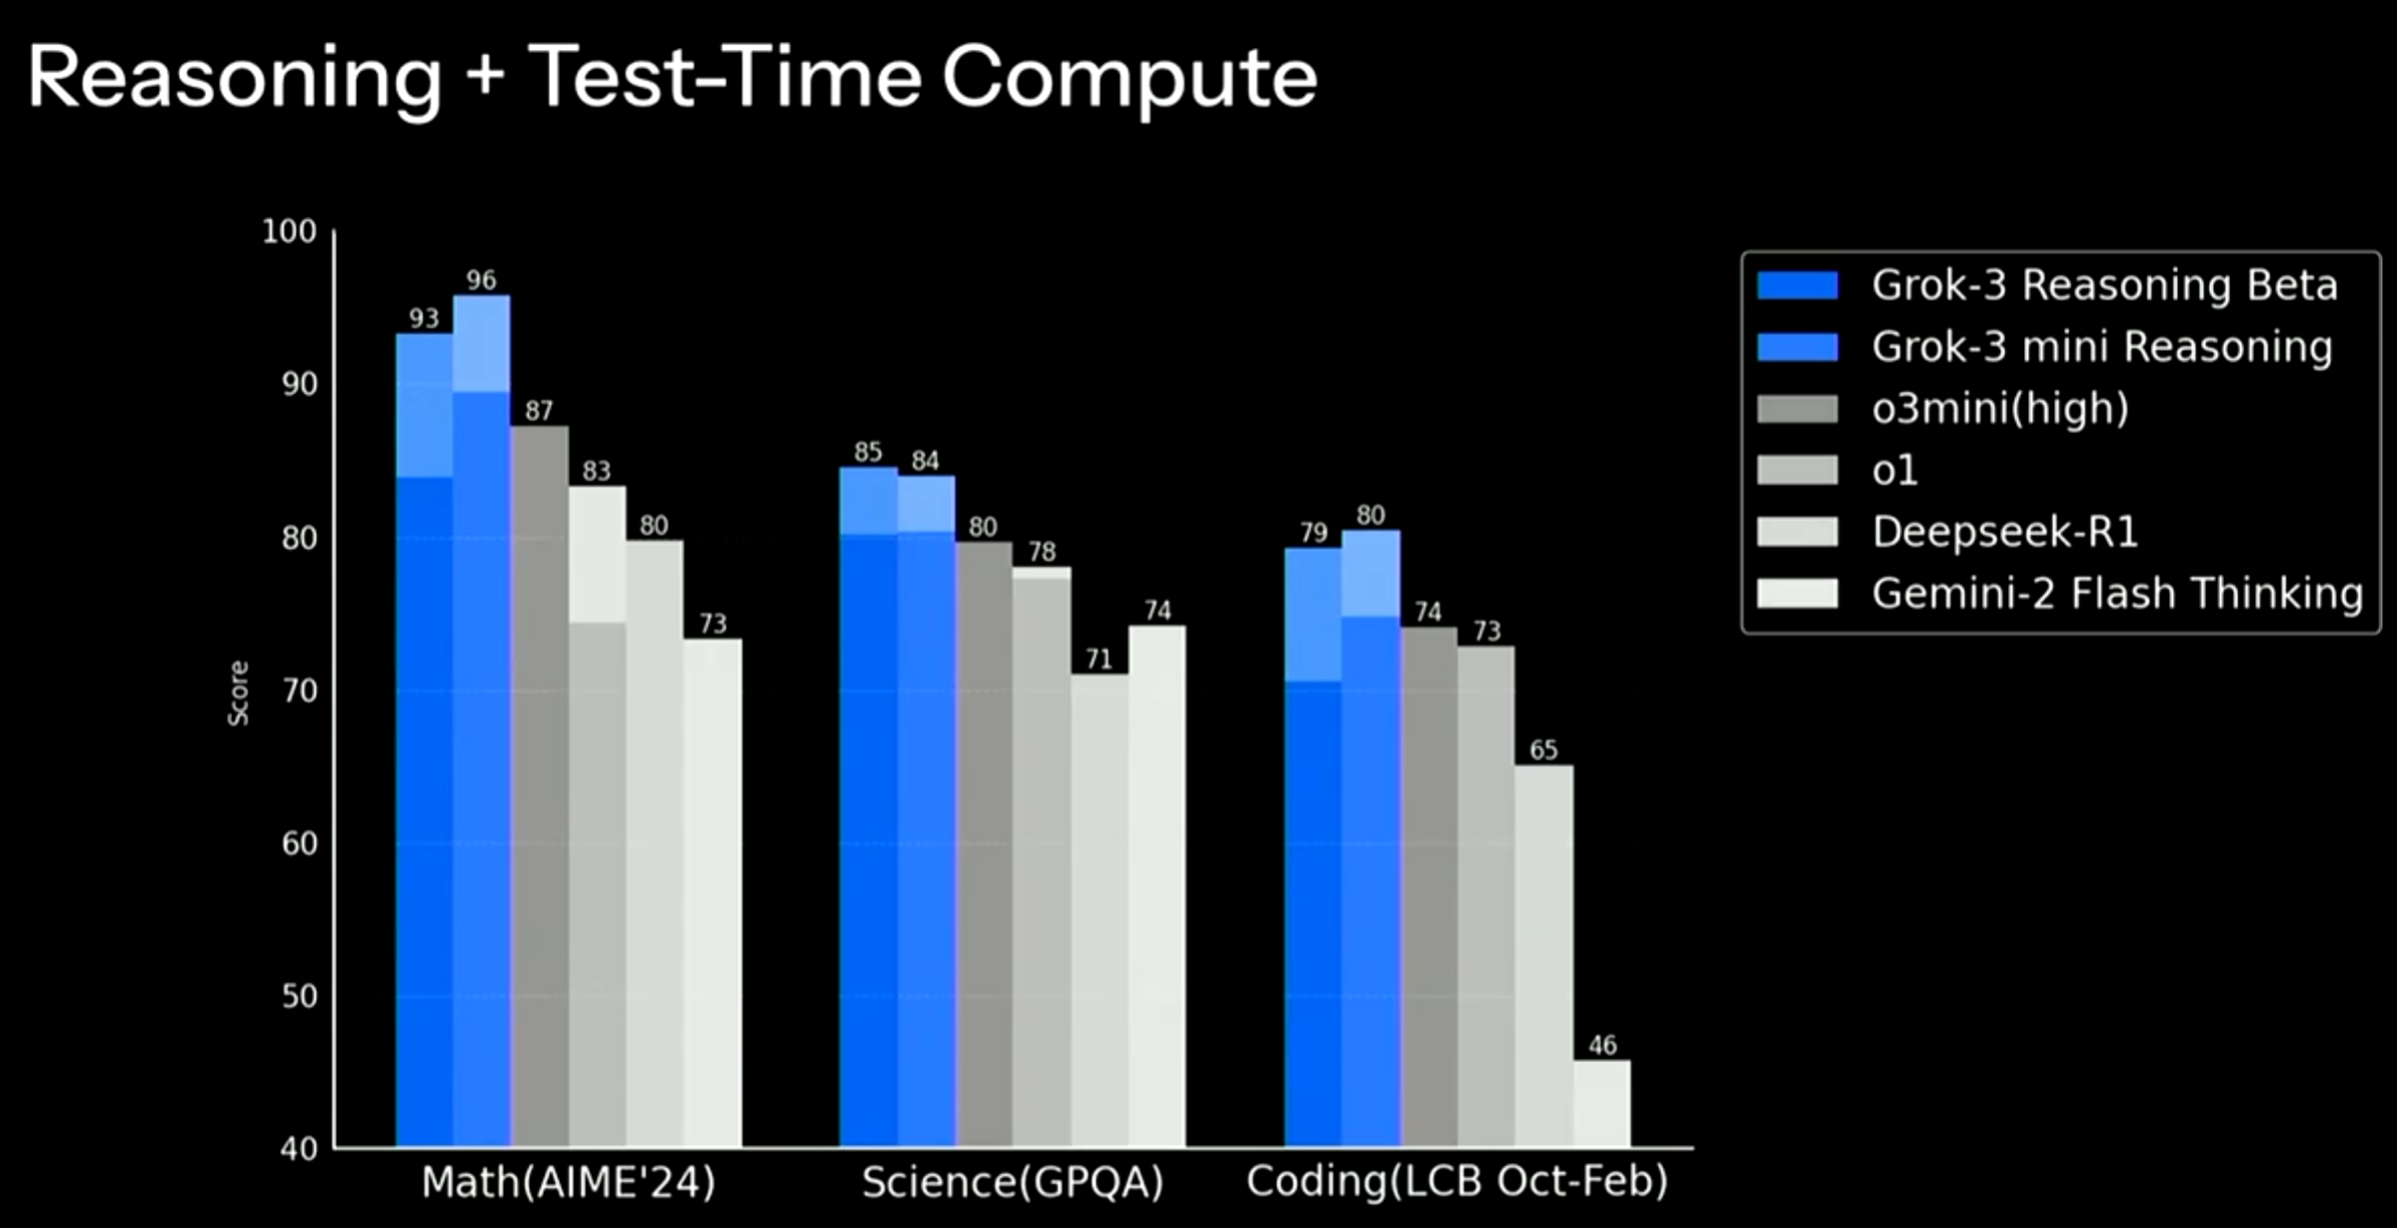 Reasoning + Test-Time Compute
100
90
80
70
60
50
40
Score
93
96
87
83
80
73
85
84
80
78
71
74
79
80
74
73
65
46
Math(AIME'24)
Science(GPQA)
Coding(LCB Oct-Feb)
Grok-3 Reasoning Beta
Grok-3 mini Reasoning
o3mini(high)
o1
Deepseek-R1
Gemini-2 Flash Thinking